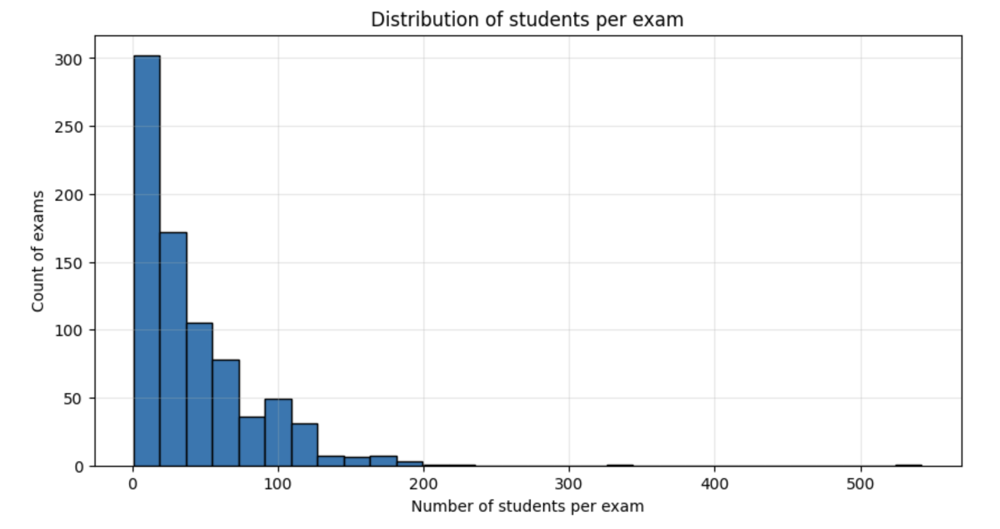 Distribution of students per exam
Count of exams
300
250
200
150
100
50
0
0 100 200 300 400 500
Number of students per exam